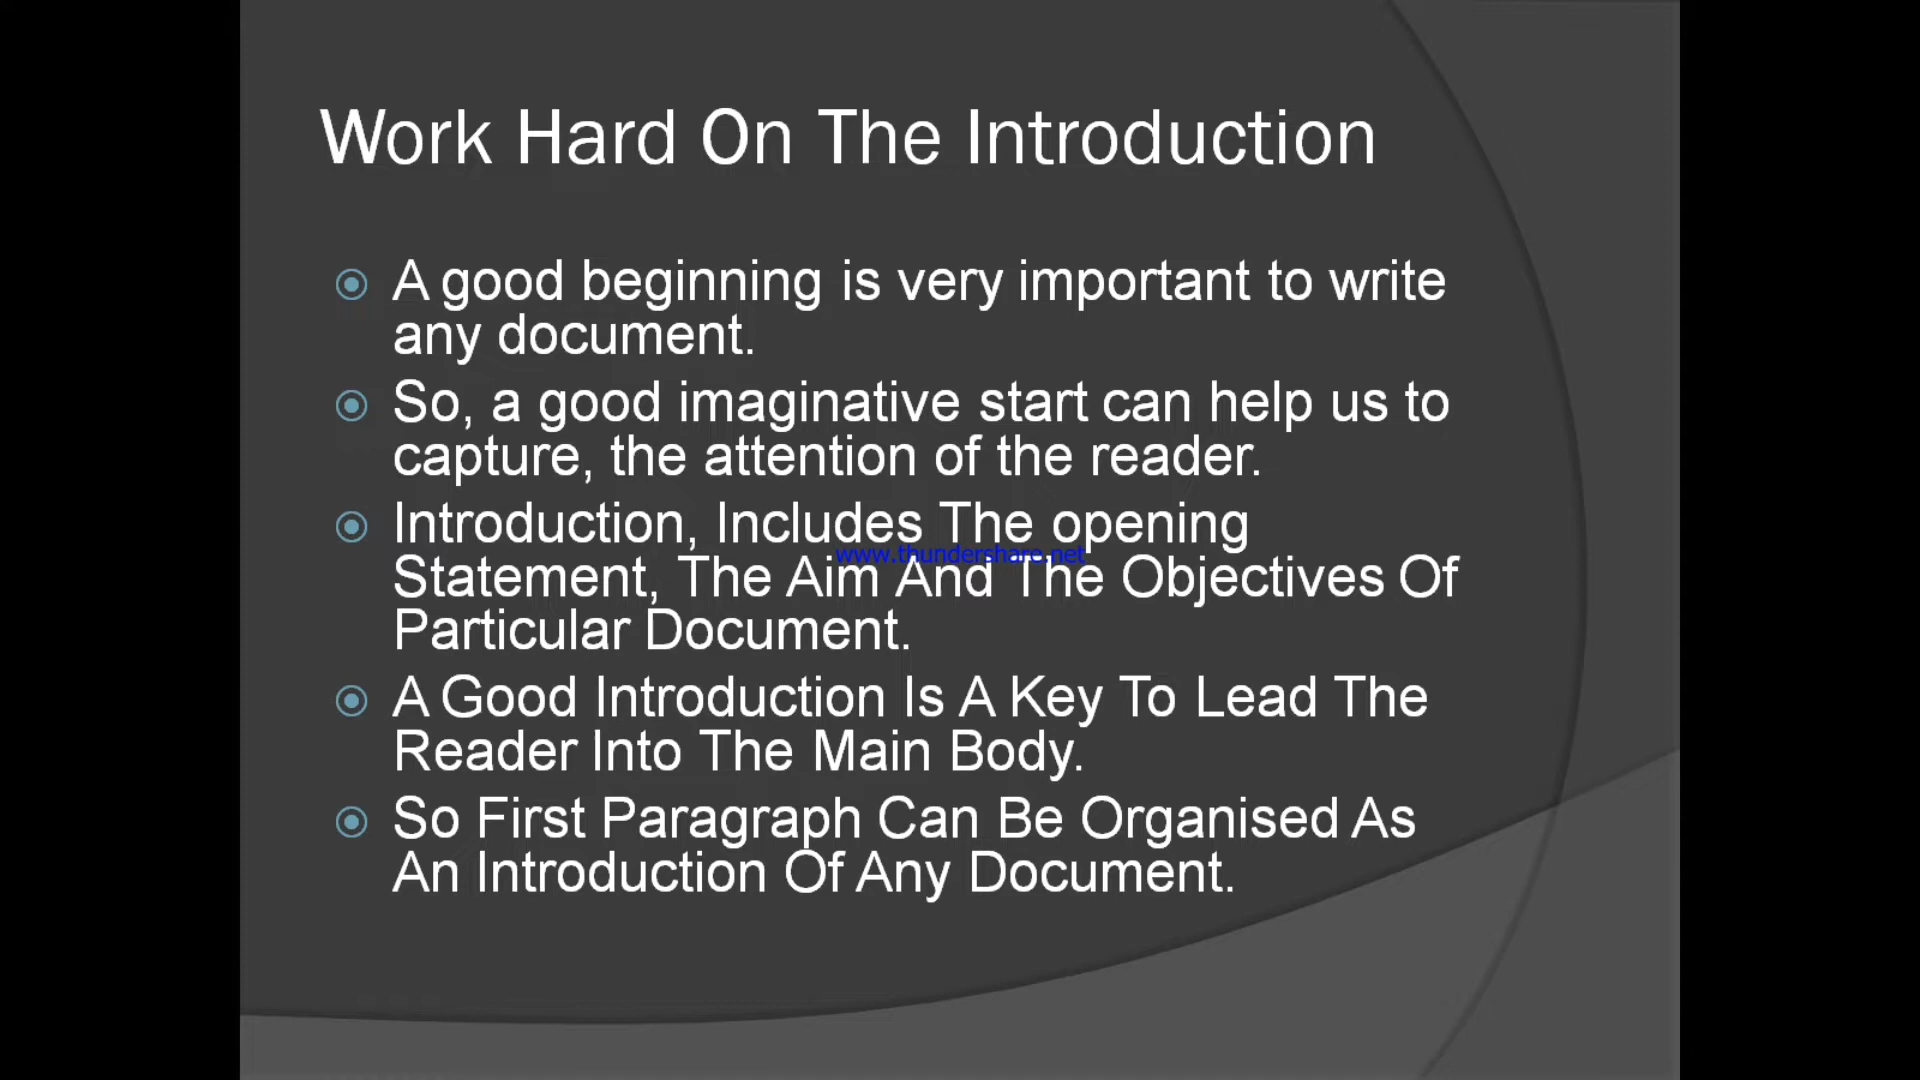 Work Hard On The Introduction
A good beginning is very important to write
any document.
So, a good imaginative start can help us to
capture, the attention of the reader.
Introduction, Includes The opening
www.thundershare.net
Statement, The Aim And The Objectives Of
Particular Document.
A Good Introduction Is A Key To Lead The
Reader Into The Main Body.
So First Paragraph Can Be Organised As
An Introduction Of Any Document.